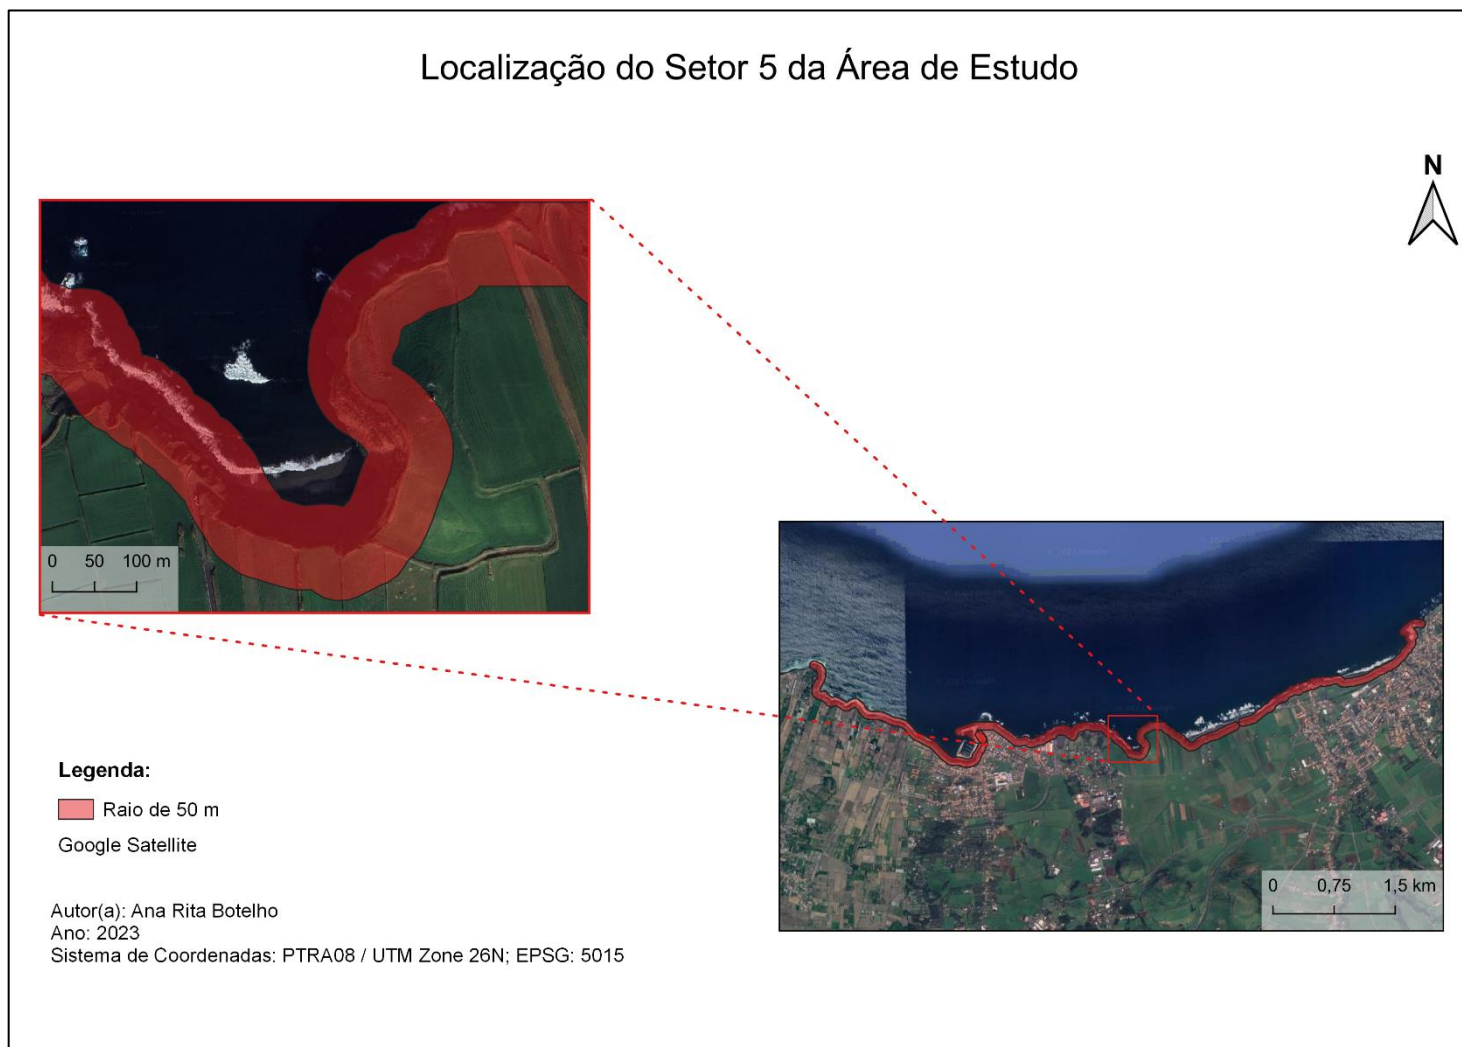 Localização do Setor 5 da Área de Estudo
N
0 50 100 m
0 0,75 1,5 km
Legenda:
Raio de 50 m
Google Satellite
Autor(a): Ana Rita Botelho
Ano: 2023
Sistema de Coordenadas: PTRA08 / UTM Zone 26N; EPSG: 5015